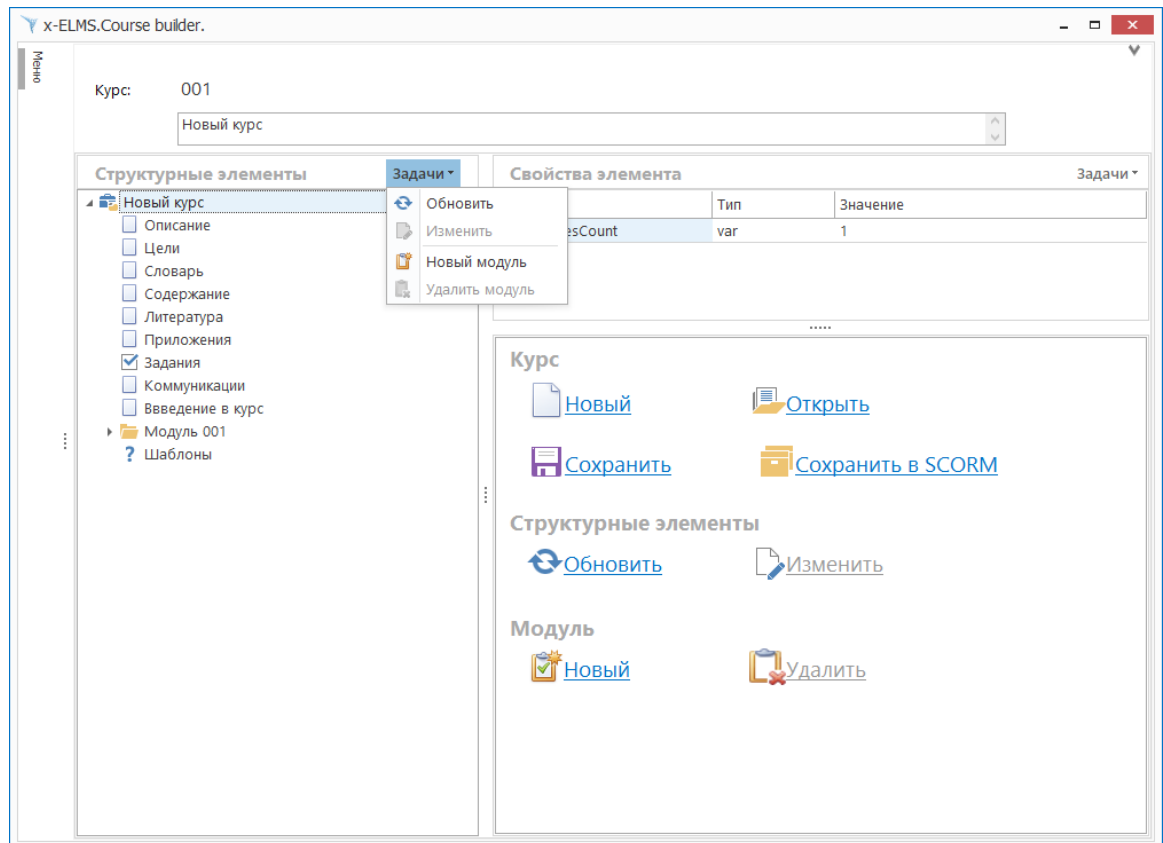 x-ELMS.Course builder.
Меню
Курс: 001
Новый курс
Структурные элементы Задачи
Новый курс
Описание
Цели
Словарь
Содержание
Литература
Приложения
Задания
Коммуникации
Ввведение в курс
Модуль 001
? Шаблоны
Обновить
Изменить
Новый модуль
Удалить модуль
Свойства элемента Задачи
Тип Значение
esCount var 1
Курс
Новый Открыть
Сохранить Сохранить в SCORM
Структурные элементы
Обновить Изменить
Модуль
Новый Удалить